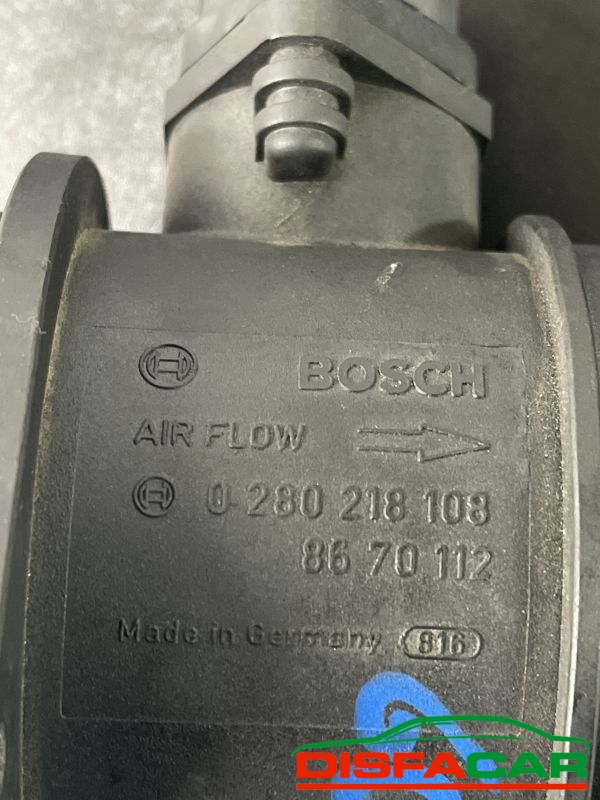 BOSCH
AIR FLOW
0 280 218 108
86 70 112
Made in Germany 816
DISFACAR